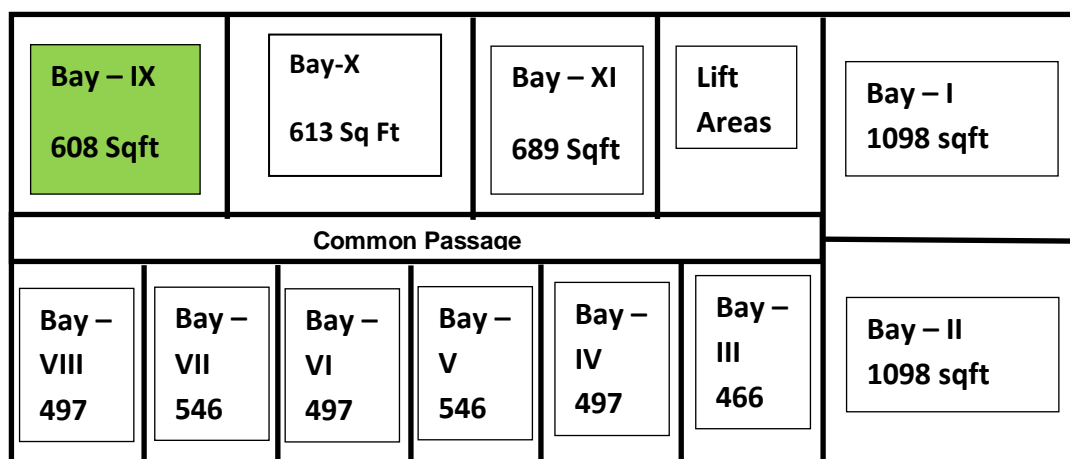 Bay – IX
608 Sqft
Bay-X
613 Sq Ft
Bay – XI
689 Sqft
Lift
Areas
Bay – I
1098 sqft
Common Passage
Bay –
VIII
497
Bay –
VII
546
Bay –
VI
497
Bay –
V
546
Bay –
IV
497
Bay –
III
466
Bay – II
1098 sqft